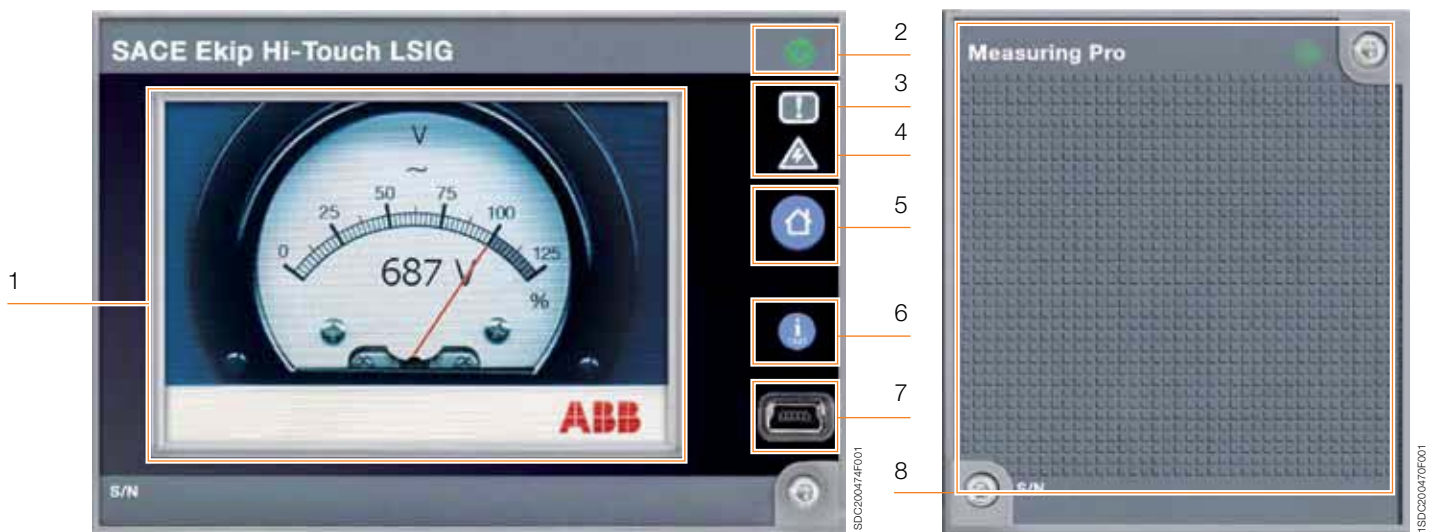 SACE Ekip Hi-Touch LSIG
V
~
0 25 50 75 100 125
687 V
%
ABB
S/N
1
2
3
4
5
6
7
8
SDC200474F001
Measuring Pro
S/N
1SDC200470F001